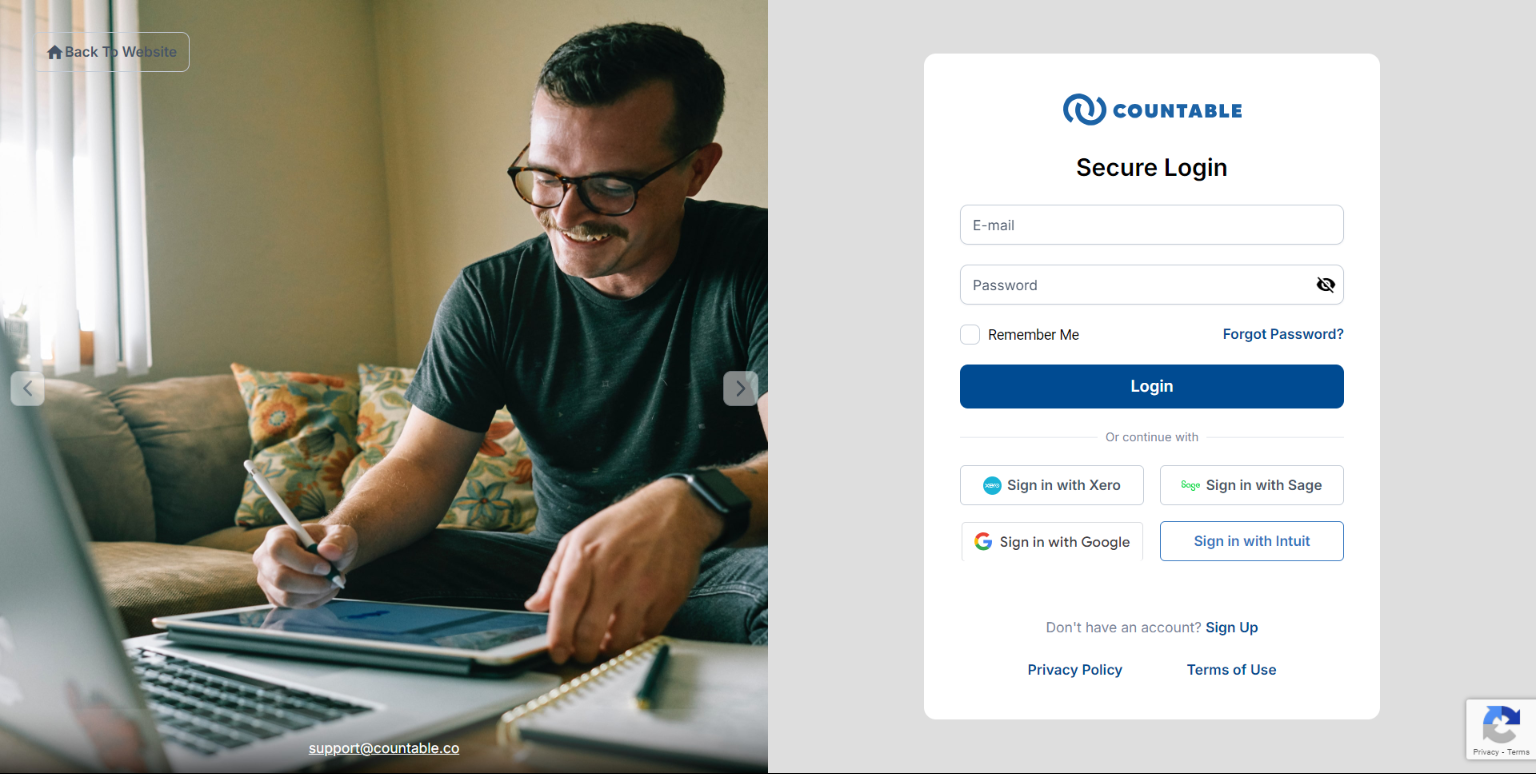 Back To Website
support@countable.co
COUNTABLE
Secure Login
E-mail
Password
Remember Me
Forgot Password?
Login
Or continue with
xero Sign in with Xero
Sage Sign in with Sage
Sign in with Google
Sign in with Intuit
Don't have an account? Sign Up
Privacy Policy
Terms of Use
Privacy - Terms